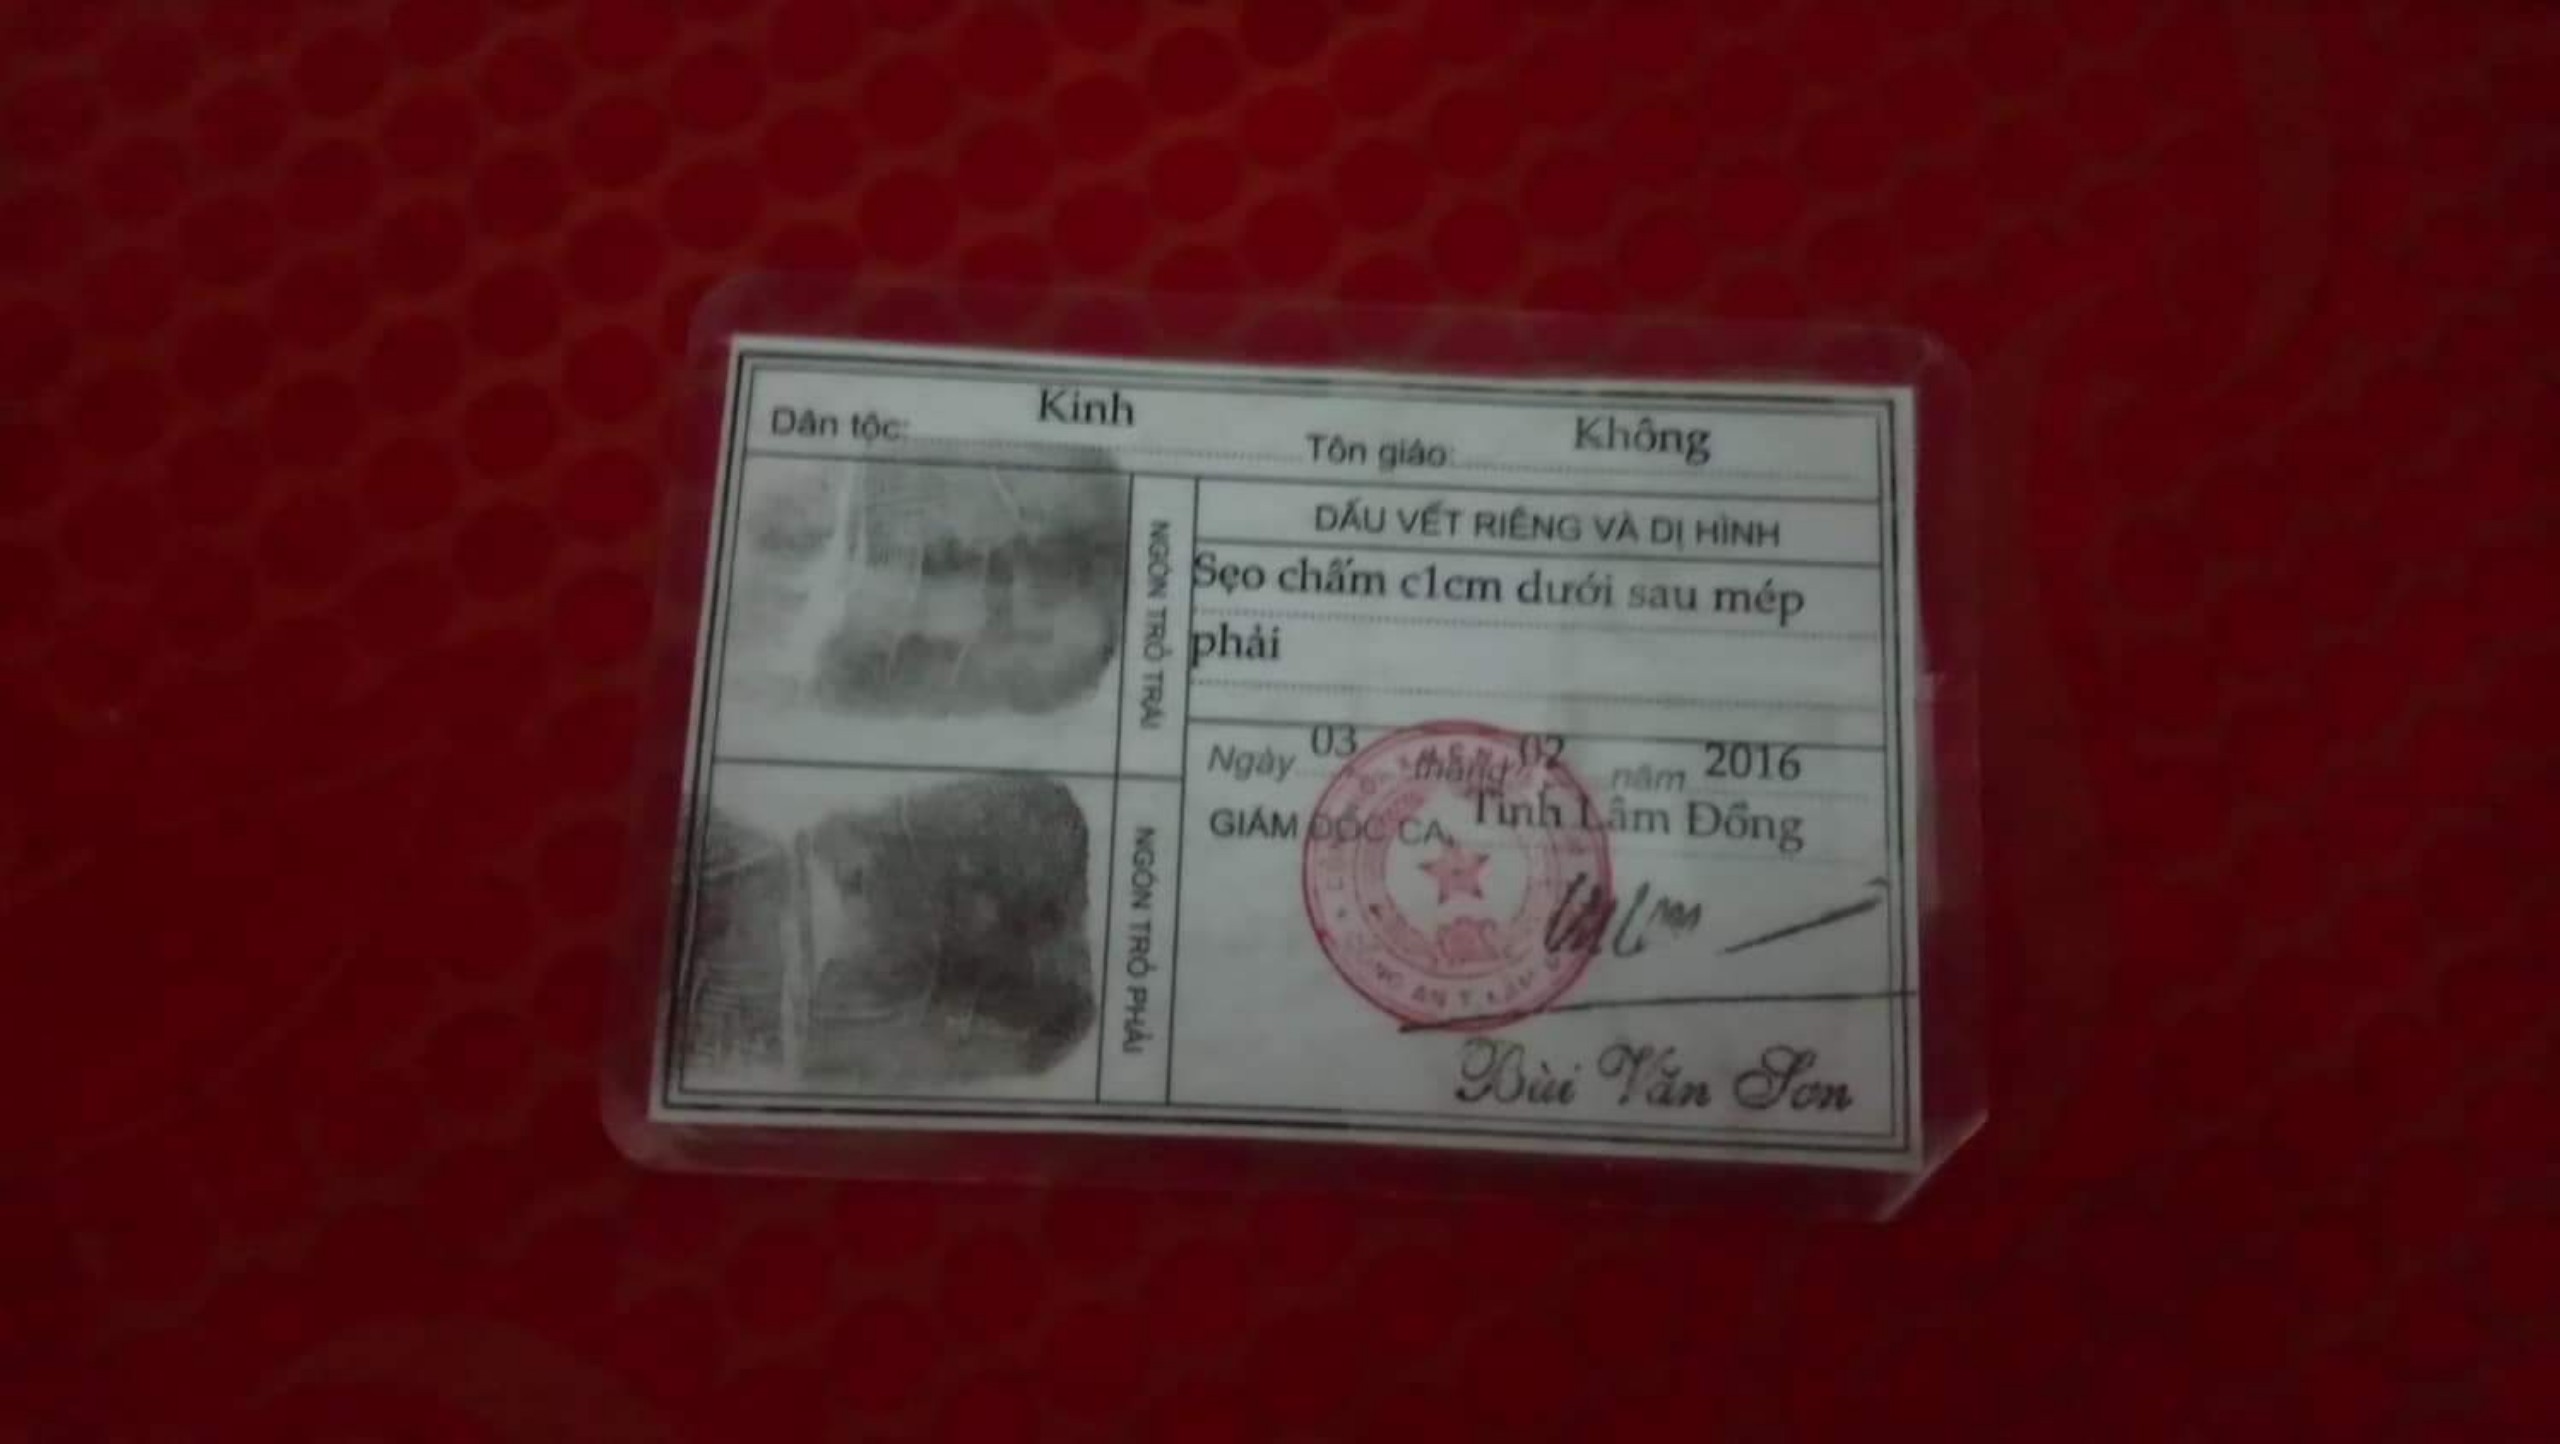 Dân tộc: Kinh Tôn giáo: Không
NGÓN TRỎ TRÁI
DẤU VẾT RIÊNG VÀ DỊ HÌNH
Sẹo chấm c1cm dưới sau mép
phải
Ngày 03 tháng 02 năm 2016
GIÁM ĐỐC CA. Tỉnh Lâm Đồng
NGÓN TRỎ PHẢI
Bùi Văn Sơn